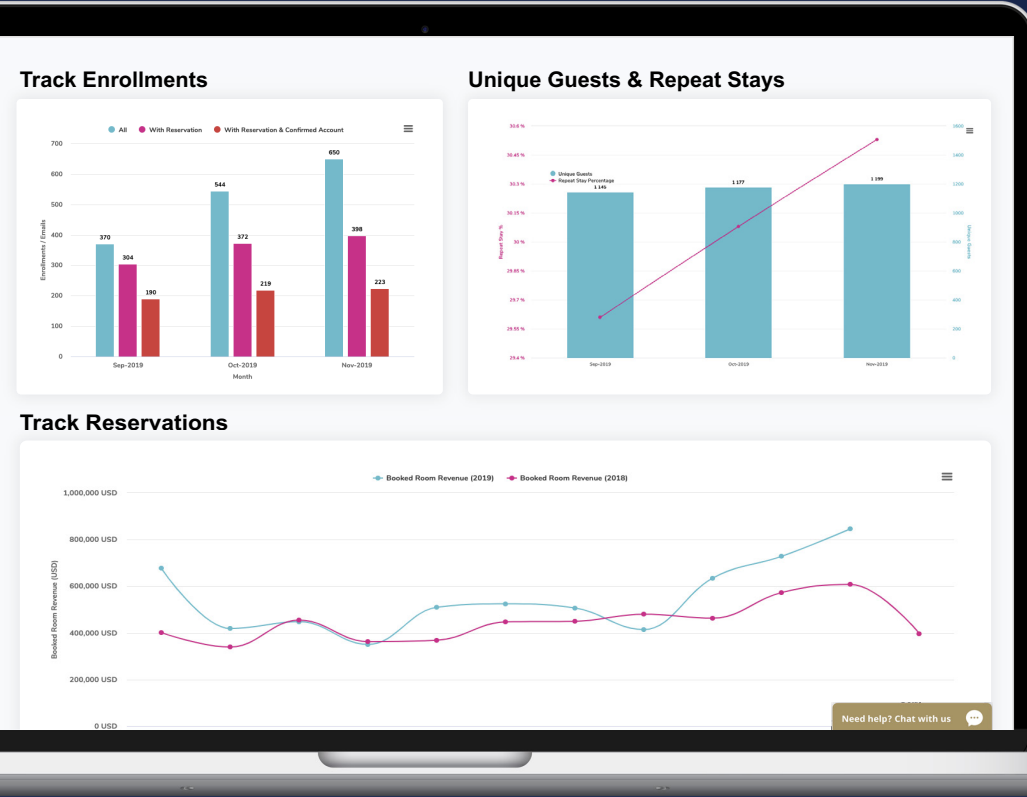 Track Enrollments
All With Reservation With Reservation & Confirmed Account
700
600
500
400
300
200
100
0
Enrollments / Emails
370
304
190
544
372
219
650
398
223
Sep-2019 Oct-2019 Nov-2019
Month
Unique Guests & Repeat Stays
30.6 %
30.45 %
30.3 %
30.15 %
30 %
29.85 %
29.7 %
29.55 %
29.4 %
Repeat Stay %
Unique Guests
Repeat Stay Percentage
1 145
1 177
1 199
1600
1400
1200
1000
800
600
400
200
0
Unique Guests
Sep-2019 Oct-2019 Nov-2019
Track Reservations
Booked Room Revenue (2019) Booked Room Revenue (2018)
1,000,000 USD
800,000 USD
600,000 USD
400,000 USD
200,000 USD
0 USD
Booked Room Revenue (USD)
Need help? Chat with us